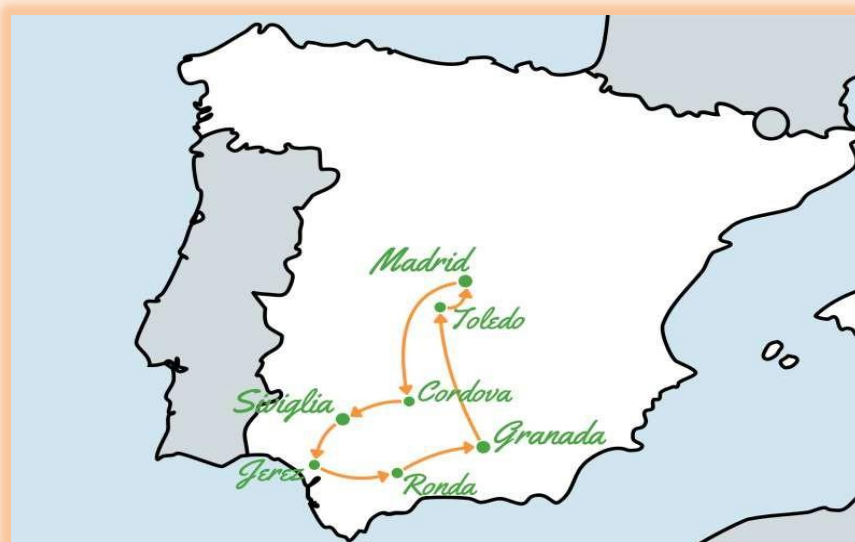 Madrid
Toledo
Cordova
Siviglia
Granada
Jerez
Ronda